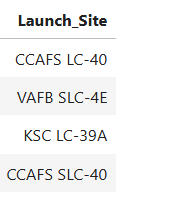 Launch_Site
CCAFS LC-40
VAFB SLC-4E
KSC LC-39A
CCAFS SLC-40